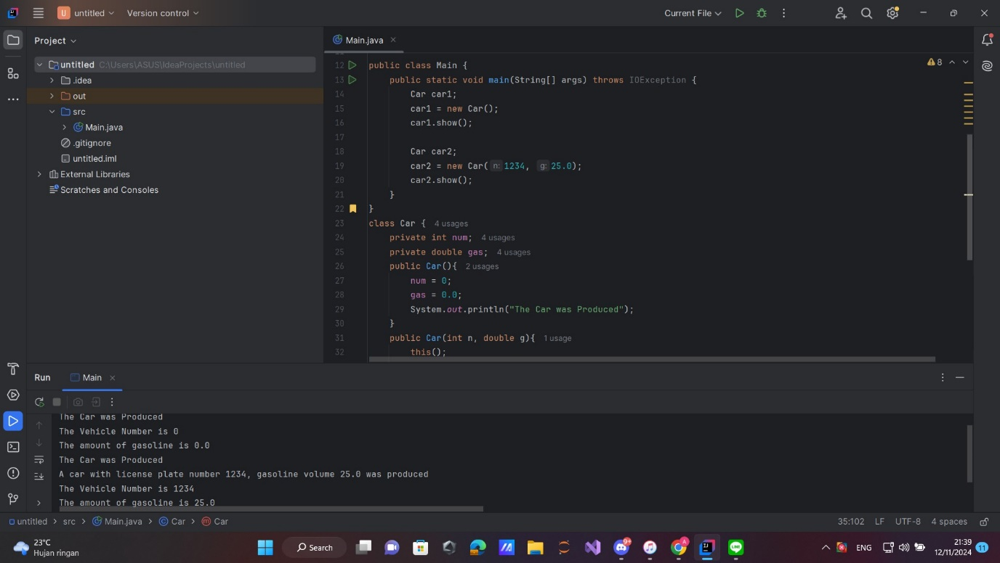 U untitled Version control Current File
Project
Main.java
untitled C:\Users\ASUS\IdeaProjects\untitled
.idea
out
src
Main.java
.gitignore
untitled.iml
External Libraries
Scratches and Consoles
8
12 public class Main {
13 public static void main(String[] args) throws IOException {
14 Car car1;
15 car1 = new Car();
16 car1.show();
17
18 Car car2;
19 car2 = new Car( n: 1234, g: 25.0);
20 car2.show();
21 }
22 }
23 class Car { 4 usages
24 private int num; 4 usages
25 private double gas; 4 usages
26 public Car(){ 2 usages
27 num = 0;
28 gas = 0.0;
29 System.out.println("The Car was Produced");
30 }
31 public Car(int n, double g){ 1 usage
32 this();
Run Main
The Car was Produced
The Vehicle Number is 0
The amount of gasoline is 0.0
The Car was Produced
A car with license plate number 1234, gasoline volume 25.0 was produced
The Vehicle Number is 1234
The amount of gasoline is 25.0
untitled > src > Main.java > Car > Car 35:102 LF UTF-8 4 spaces
23°C
Hujan ringan
Search
ENG
21:39
12/11/2024
11